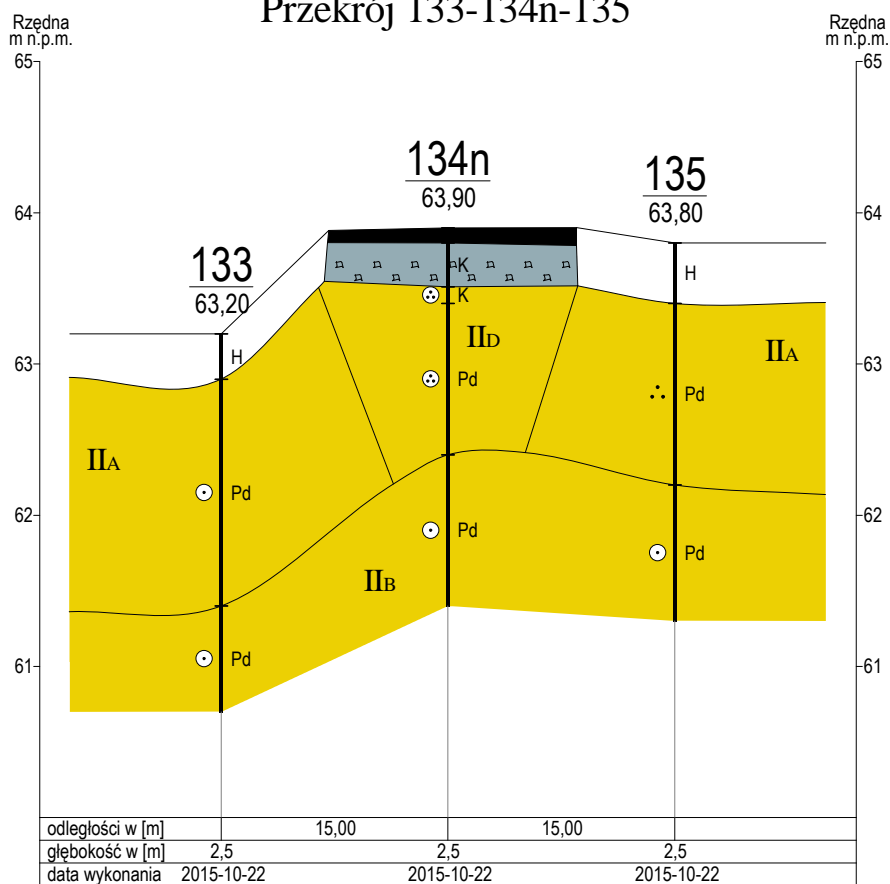 Przekrój 133-134n-135
Rzędna
m n.p.m.
Rzędna
m n.p.m.
65
65
134n
63,90
135
63,80
64
64
133
63,20
K
H
K
IID
IIA
63
H
63
Pd
Pd
IIA
Pd
62
62
Pd
Pd
IIB
Pd
61
61
odległości w [m] 15,00 15,00
głębokość w [m] 2,5 2,5 2,5
data wykonania 2015-10-22 2015-10-22 2015-10-22